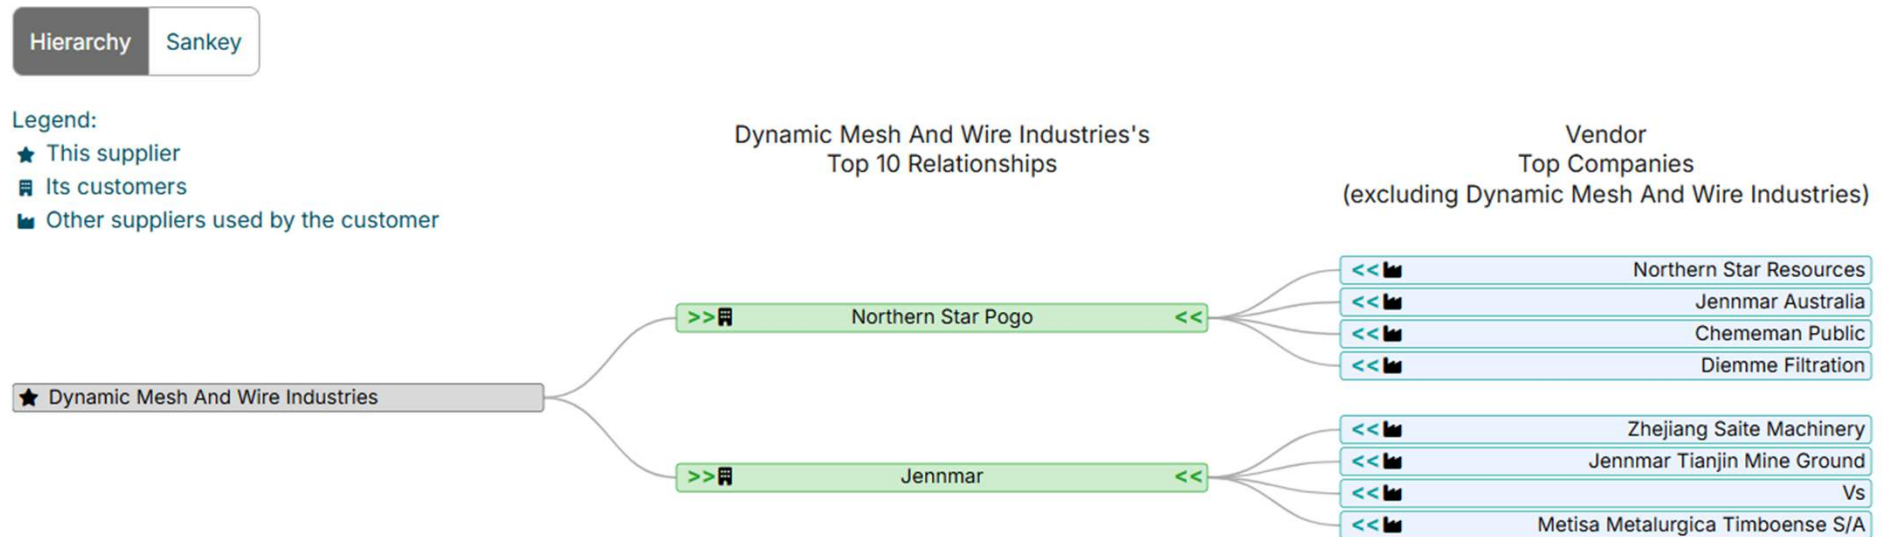 Hierarchy
Sankey
Legend:
This supplier
Its customers
Other suppliers used by the customer
Dynamic Mesh And Wire Industries's
Top 10 Relationships
Vendor
Top Companies
(excluding Dynamic Mesh And Wire Industries)
Dynamic Mesh And Wire Industries
>> Northern Star Pogo <<
<< Northern Star Resources
<< Jennmar Australia
<< Chememan Public
<< Diemme Filtration
>> Jennmar <<
<< Zhejiang Saite Machinery
<< Jennmar Tianjin Mine Ground
<< Vs
<< Metisa Metalurgica Timboense S/A